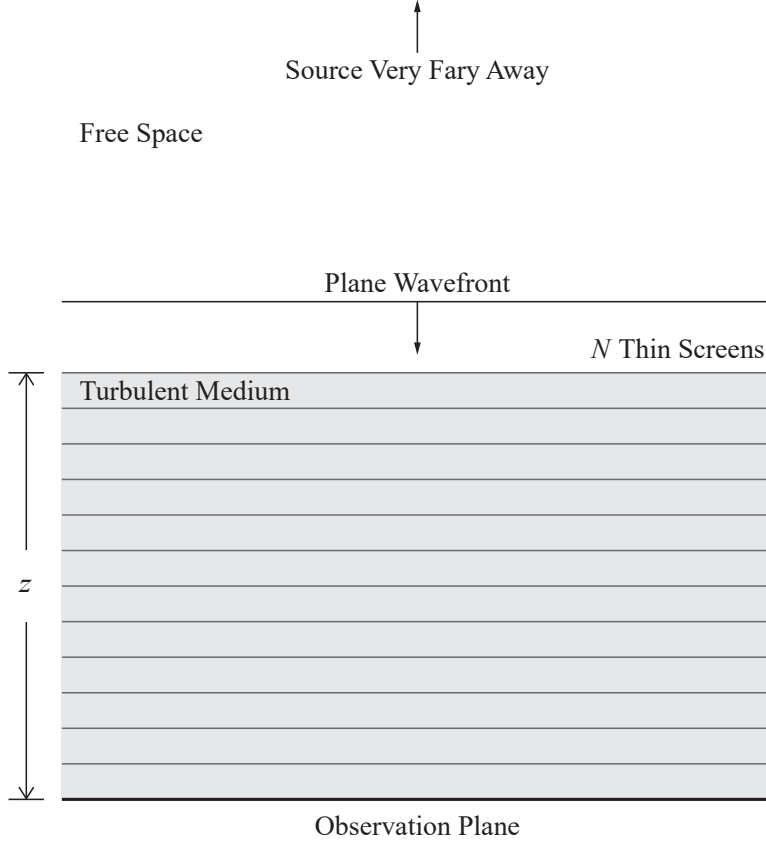 Source Very Fary Away
Free Space
Plane Wavefront
N Thin Screens
Turbulent Medium
z
Observation Plane